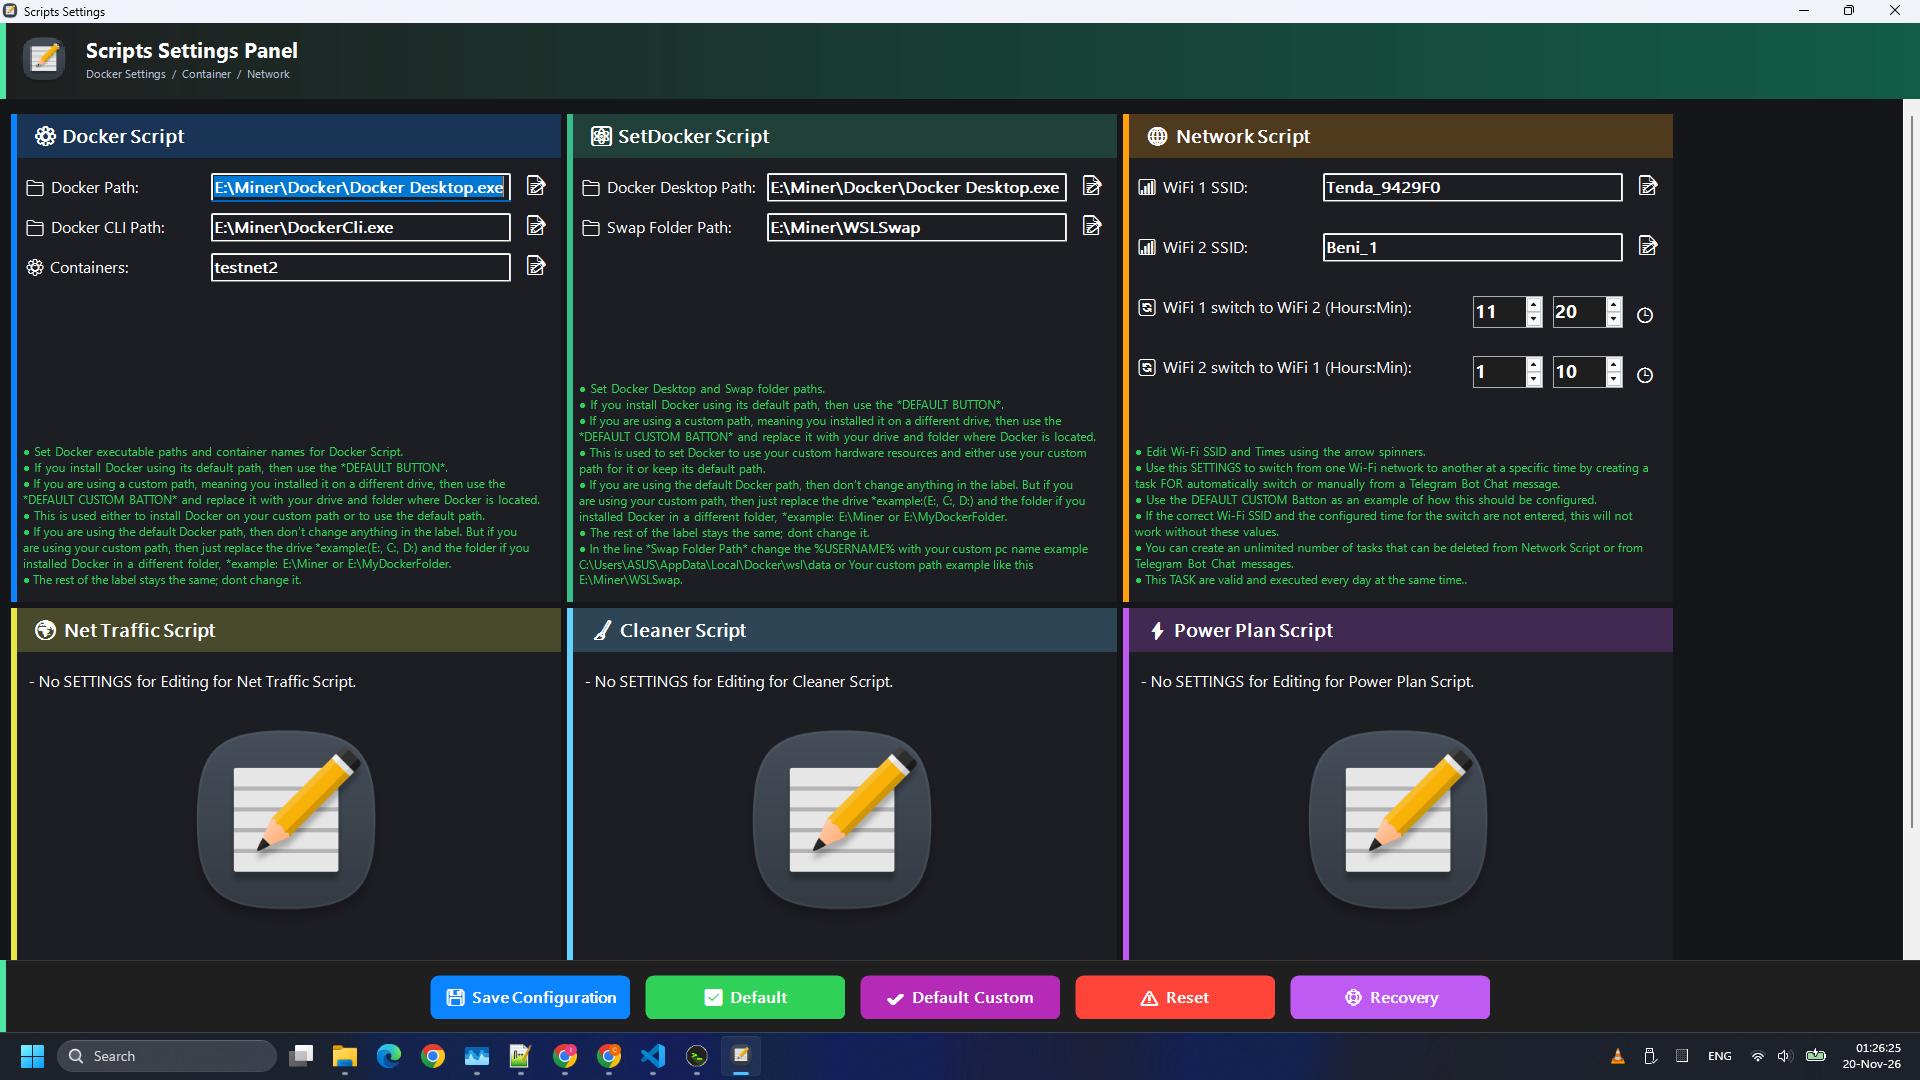 Scripts Settings
Scripts Settings Panel
Docker Settings / Container / Network
Docker Script
Docker Path:
E:\Miner\Docker\Docker Desktop.exe
Docker CLI Path:
E:\Miner\DockerCli.exe
Containers:
testnet2
● Set Docker executable paths and container names for Docker Script.
● If you install Docker using its default path, then use the *DEFAULT BUTTON*.
● If you are using a custom path, meaning you installed it on a different drive, then use the
*DEFAULT CUSTOM BATTON* and replace it with your drive and folder where Docker is located.
● This is used either to install Docker on your custom path or to use the default path.
● If you are using the default Docker path, then don't change anything in the label. But if you
are using your custom path, then just replace the drive *example:(E:, C:, D:) and the folder if you
installed Docker in a different folder, *example: E:\Miner or E:\MyDockerFolder.
● The rest of the label stays the same; dont change it.
SetDocker Script
Docker Desktop Path:
E:\Miner\Docker\Docker Desktop.exe
Swap Folder Path:
E:\Miner\WSLSwap
● Set Docker Desktop and Swap folder paths.
● If you install Docker using its default path, then use the *DEFAULT BUTTON*.
● If you are using a custom path, meaning you installed it on a different drive, then use the
*DEFAULT CUSTOM BATTON* and replace it with your drive and folder where Docker is located.
● This is used to set Docker to use your custom hardware resources and either use your custom
path for it or keep its default path.
● If you are using the default Docker path, then don't change anything in the label. But if you
are using your custom path, then just replace the drive *example:(E:, C:, D:) and the folder if you
installed Docker in a different folder, *example: E:\Miner or E:\MyDockerFolder.
● The rest of the label stays the same; dont change it.
● In the line *Swap Folder Path* change the %USERNAME% with your custom pc name example
C:\Users\ASUS\AppData\Local\Docker\wsl\data or Your custom path example like this
E:\Miner\WSLSwap.
Network Script
WiFi 1 SSID:
Tenda_9429F0
WiFi 2 SSID:
Beni_1
WiFi 1 switch to WiFi 2 (Hours:Min):
11
20
WiFi 2 switch to WiFi 1 (Hours:Min):
1
10
● Edit Wi-Fi SSID and Times using the arrow spinners.
● Use this SETTINGS to switch from one Wi-Fi network to another at a specific time by creating a
task FOR automatically switch or manually from a Telegram Bot Chat message.
● Use the DEFAULT CUSTOM Batton as an example of how this should be configured.
● If the correct Wi-Fi SSID and the configured time for the switch are not entered, this will not
work without these values.
● You can create an unlimited number of tasks that can be deleted from Network Script or from
Telegram Bot Chat messages.
● This TASK are valid and executed every day at the same time..
Net Traffic Script
- No SETTINGS for Editing for Net Traffic Script.
Cleaner Script
- No SETTINGS for Editing for Cleaner Script.
Power Plan Script
- No SETTINGS for Editing for Power Plan Script.
Save Configuration
Default
Default Custom
Reset
Recovery
Search
ENG
01:26:25
20-Nov-26